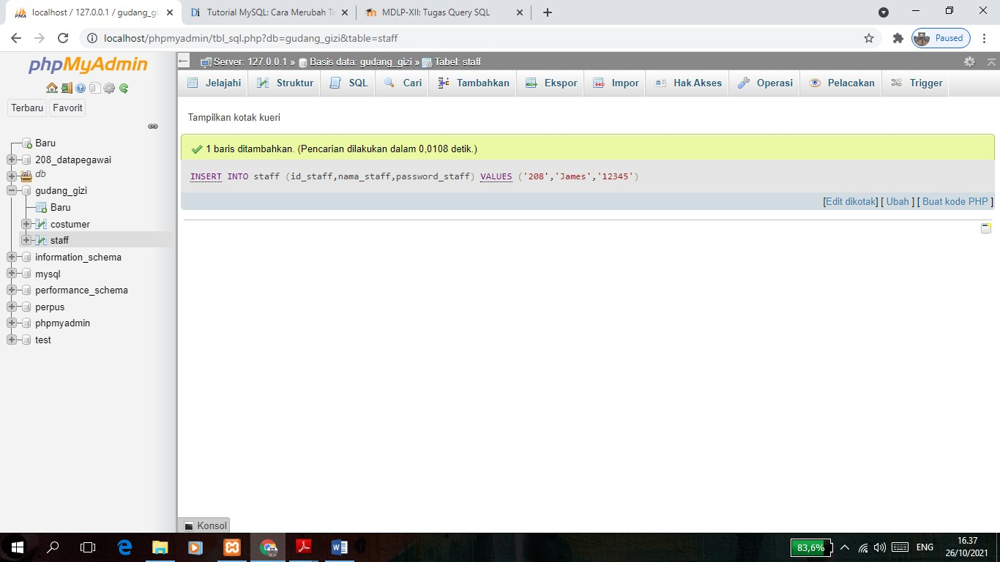 localhost / 127.0.0.1 / gudang_gi
Tutorial MySQL: Cara Merubah Ta
MDLP-XII: Tugas Query SQL
localhost/phpmyadmin/tbl_sql.php?db=gudang_gizi&table=staff
Paused
phpMyAdmin
Terbaru
Favorit
Baru
208_datapegawai
db
gudang_gizi
Baru
costumer
staff
information_schema
mysql
performance_schema
perpus
phpmyadmin
test
Server: 127.0.0.1 » Basis data: gudang_gizi » Tabel: staff
Jelajahi Struktur SQL Cari Tambahkan Ekspor Impor Hak Akses Operasi Pelacakan Trigger
Tampilkan kotak kueri
1 baris ditambahkan. (Pencarian dilakukan dalam 0,0108 detik.)
INSERT INTO staff (id_staff,nama_staff,password_staff) VALUES ('208','James','12345')
[Edit dikotak] [ Ubah ] [ Buat kode PHP ]
Konsol
83,6%
ENG
16.37
26/10/2021